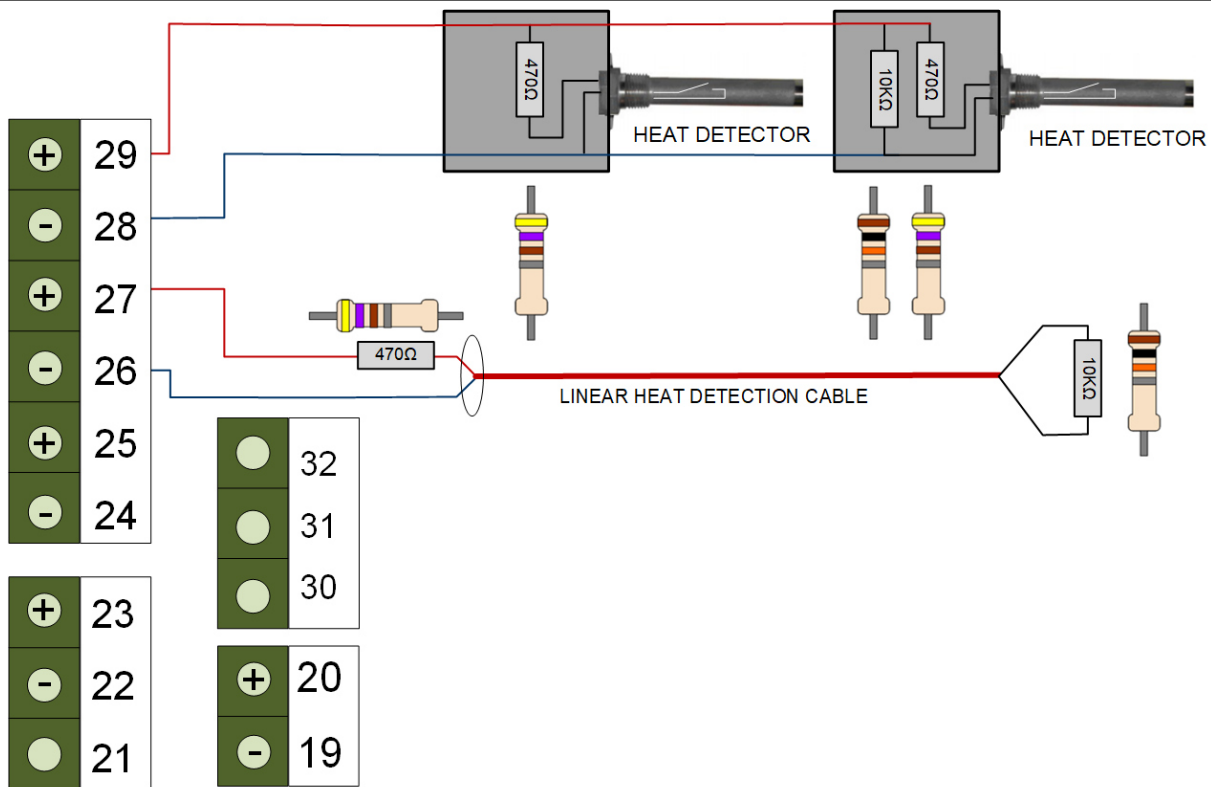 470Ω
10KΩ
470Ω
HEAT DETECTOR
HEAT DETECTOR
+ 29
- 28
+ 27
- 26
+ 25
- 24
470Ω
LINEAR HEAT DETECTION CABLE
10KΩ
32
31
30
+ 23
- 22
21
+ 20
- 19